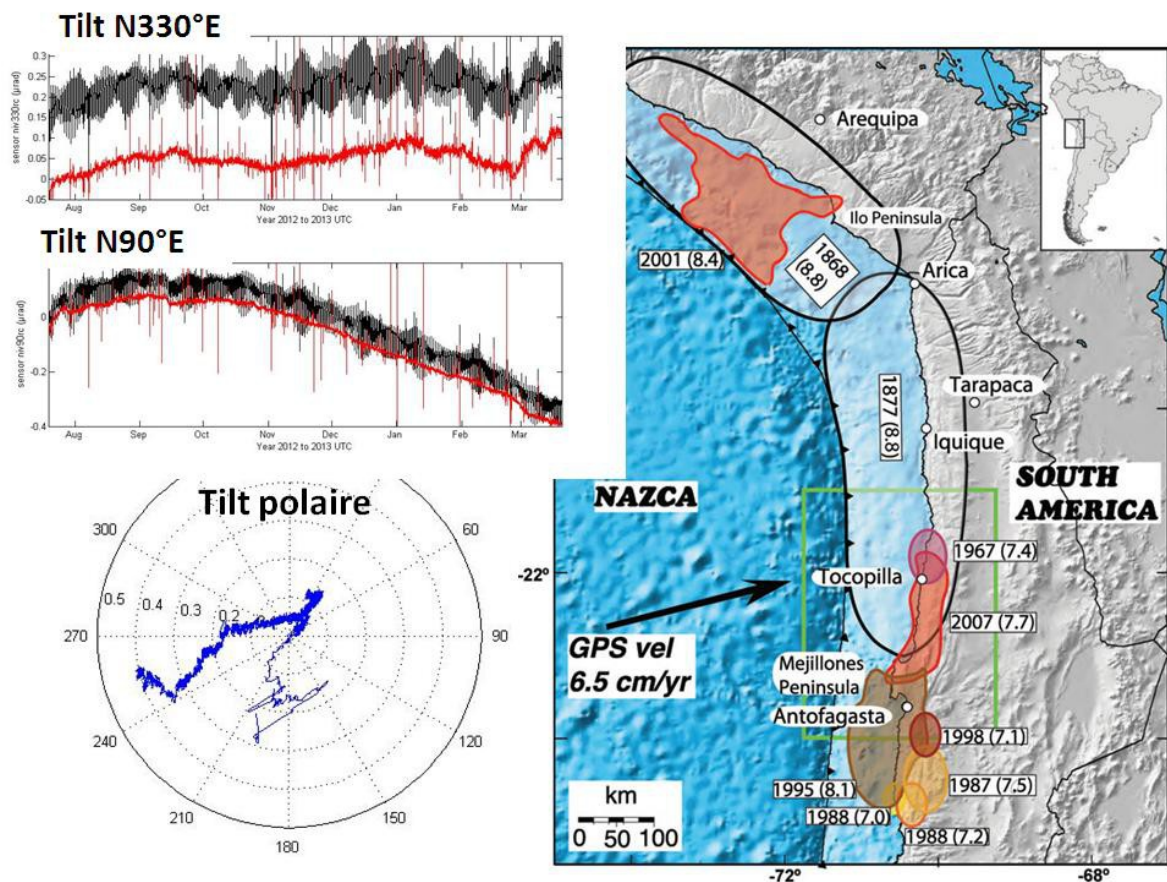 Tilt N330°E
sensor niv330rc (µrad)
0.3
0.25
0.2
0.15
0.1
0.05
0
-0.05
Aug Sep Oct Nov Dec Jan Feb Mar
Year 2012 to 2013 UTC
Tilt N90°E
sensor niv90rc (µrad)
0
-0.2
-0.4
Aug Sep Oct Nov Dec Jan Feb Mar
Year 2012 to 2013 UTC
Tilt polaire
300
60
0.5 0.4 0.3 0.2
270
90
240
120
210
150
180
Arequipa
Ilo Peninsula
2001 (8.4)
1868
(8.8)
Arica
1877 (8.8)
Tarapaca
Iquique
NAZCA
SOUTH
AMERICA
1967 (7.4)
-22°
Tocopilla
2007 (7.7)
GPS vel
6.5 cm/yr
Mejillones
Peninsula
Antofagasta
1998 (7.1)
1995 (8.1)
1987 (7.5)
1988 (7.0)
1988 (7.2)
km
0 50 100
-72°
-68°